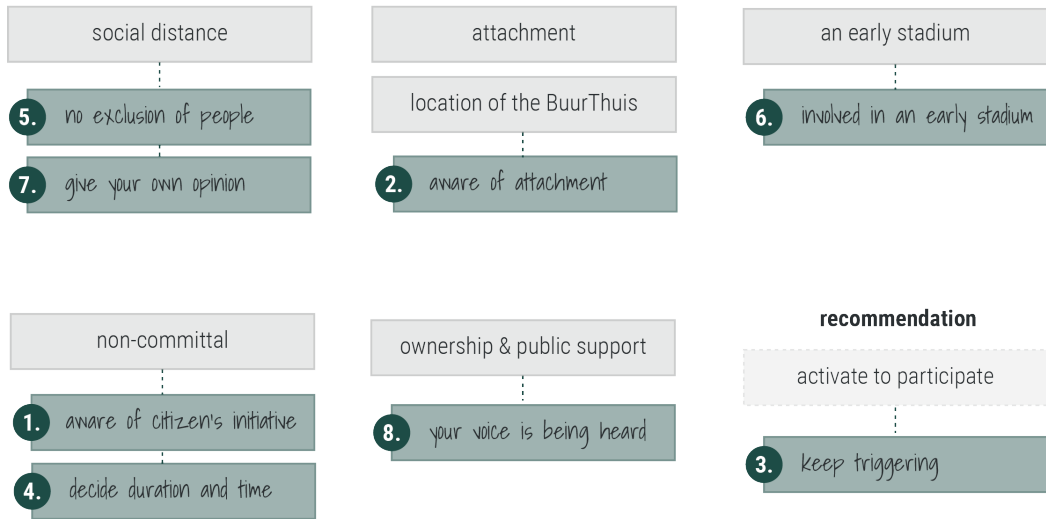 social distance
5. no exclusion of people
7. give your own opinion
attachment
location of the BuurThuis
2. aware of attachment
an early stadium
6. involved in an early stadium
non-committal
1. aware of citizen's initiative
4. decide duration and time
ownership & public support
8. your voice is being heard
recommendation
activate to participate
3. keep triggering